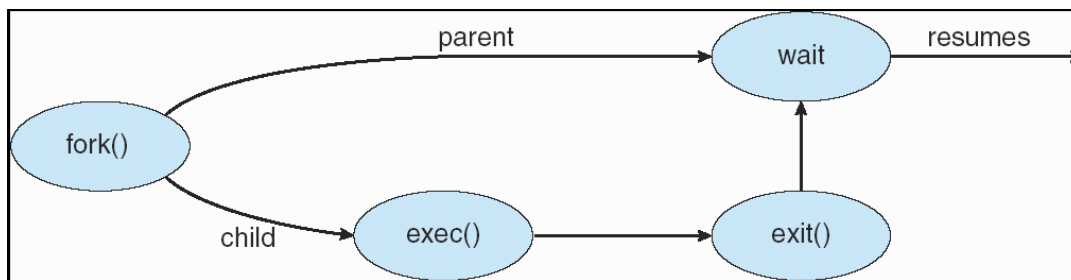 parent
wait
resumes
fork()
child
exec()
exit()